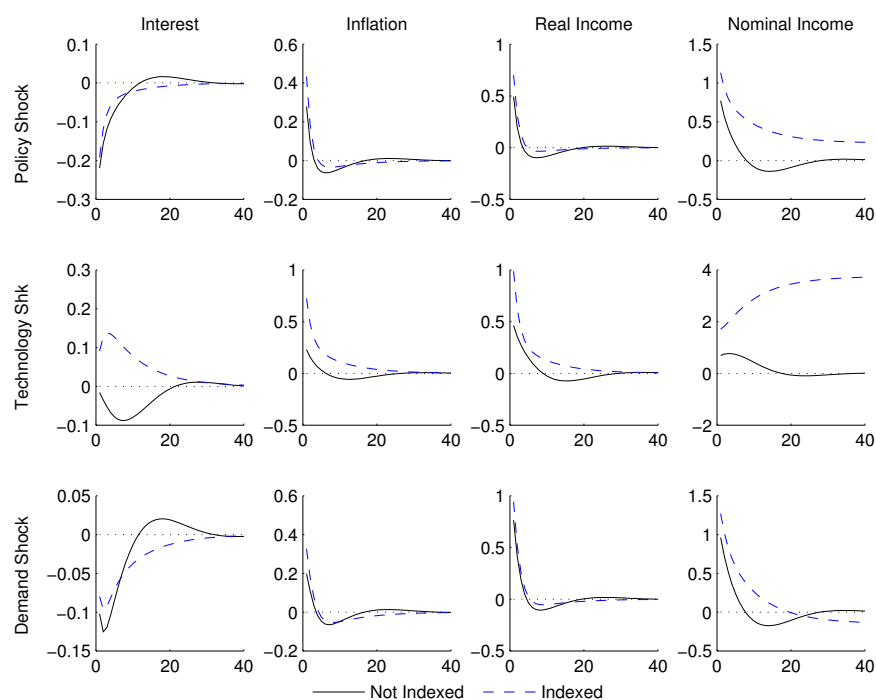 Interest Inflation Real Income Nominal Income
Policy Shock
0.1 0 −0.1 −0.2 −0.3
0 20 40
0.6 0.4 0.2 0 −0.2
0 20 40
1 0.5 0 −0.5
0 20 40
1.5 1 0.5 0 −0.5
0 20 40
Technology Shk
0.3 0.2 0.1 0 −0.1
0 20 40
1 0.5 0 −0.5
0 20 40
1 0.5 0 −0.5
0 20 40
4 2 0 −2
0 20 40
Demand Shock
0.05 0 −0.05 −0.1 −0.15
0 20 40
0.6 0.4 0.2 0 −0.2
0 20 40
1 0.5 0 −0.5
0 20 40
1.5 1 0.5 0 −0.5
0 20 40
Not Indexed Indexed